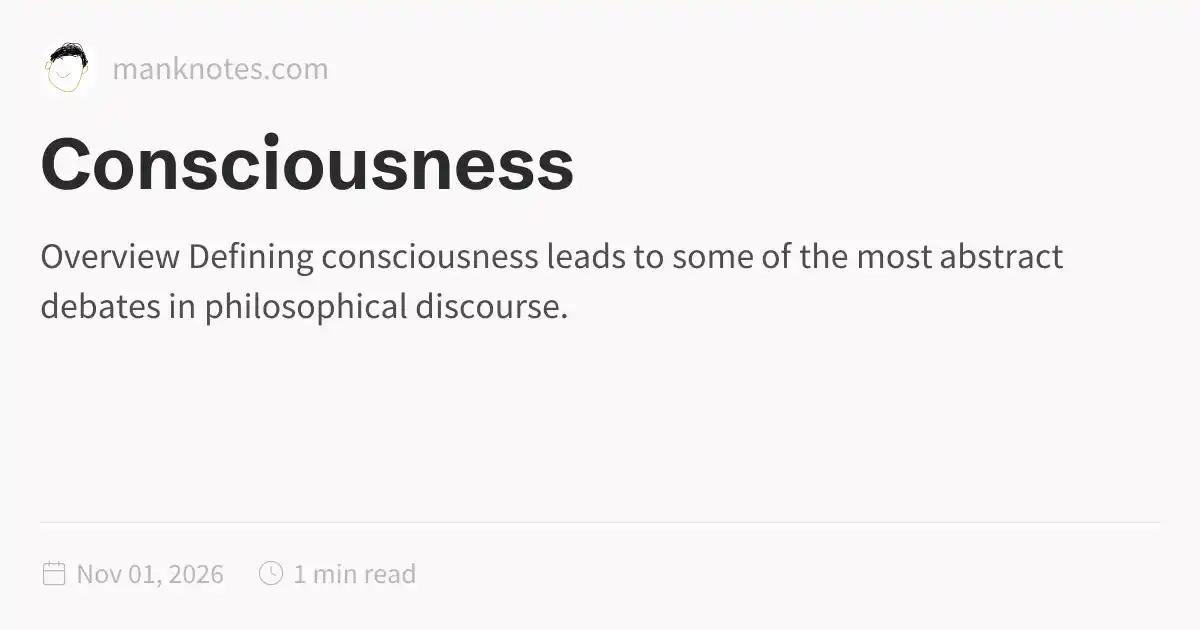 manknotes.com
Consciousness
Overview Defining consciousness leads to some of the most abstract
debates in philosophical discourse.
Nov 01, 2026 1 min read